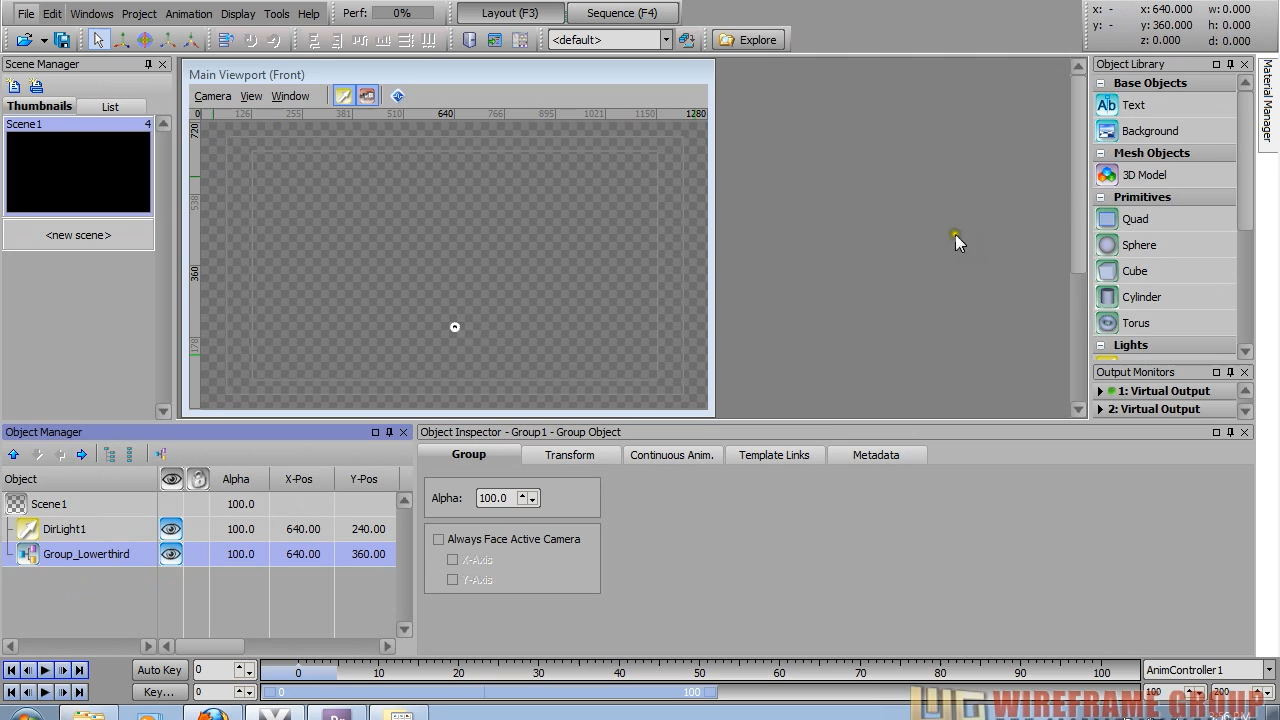 File Edit Windows Project Animation Display Tools Help Perf: 0% Layout (F3) Sequence (F4)
x: - x: 640.000 w: 0.000
y: - y: 360.000 h: 0.000
z: 0.000 d: 0.000
<default> Explore
Scene Manager
Thumbnails List
Scene1 4
<new scene>
Main Viewport (Front)
Camera View Window
0 126 255 381 510 640 766 895 1021 1150 1280
720
538
360
178
Object Library
Base Objects
Text
Background
Mesh Objects
3D Model
Primitives
Quad
Sphere
Cube
Cylinder
Torus
Lights
Material Manager
Output Monitors
1: Virtual Output
2: Virtual Output
Object Manager
Object Alpha X-Pos Y-Pos
Scene1 100.0
DirLight1 100.0 640.00 240.00
Group_Lowerthird 100.0 640.00 360.00
Object Inspector - Group1 - Group Object
Group Transform Continuous Anim. Template Links Metadata
Alpha: 100.0
Always Face Active Camera
X-Axis
Y-Axis
Auto Key 0 0 10 20 30 40 50 60 70 80 90 100 AnimController1
Key... 0 0 100 100 200
WIREFRAME GROUP